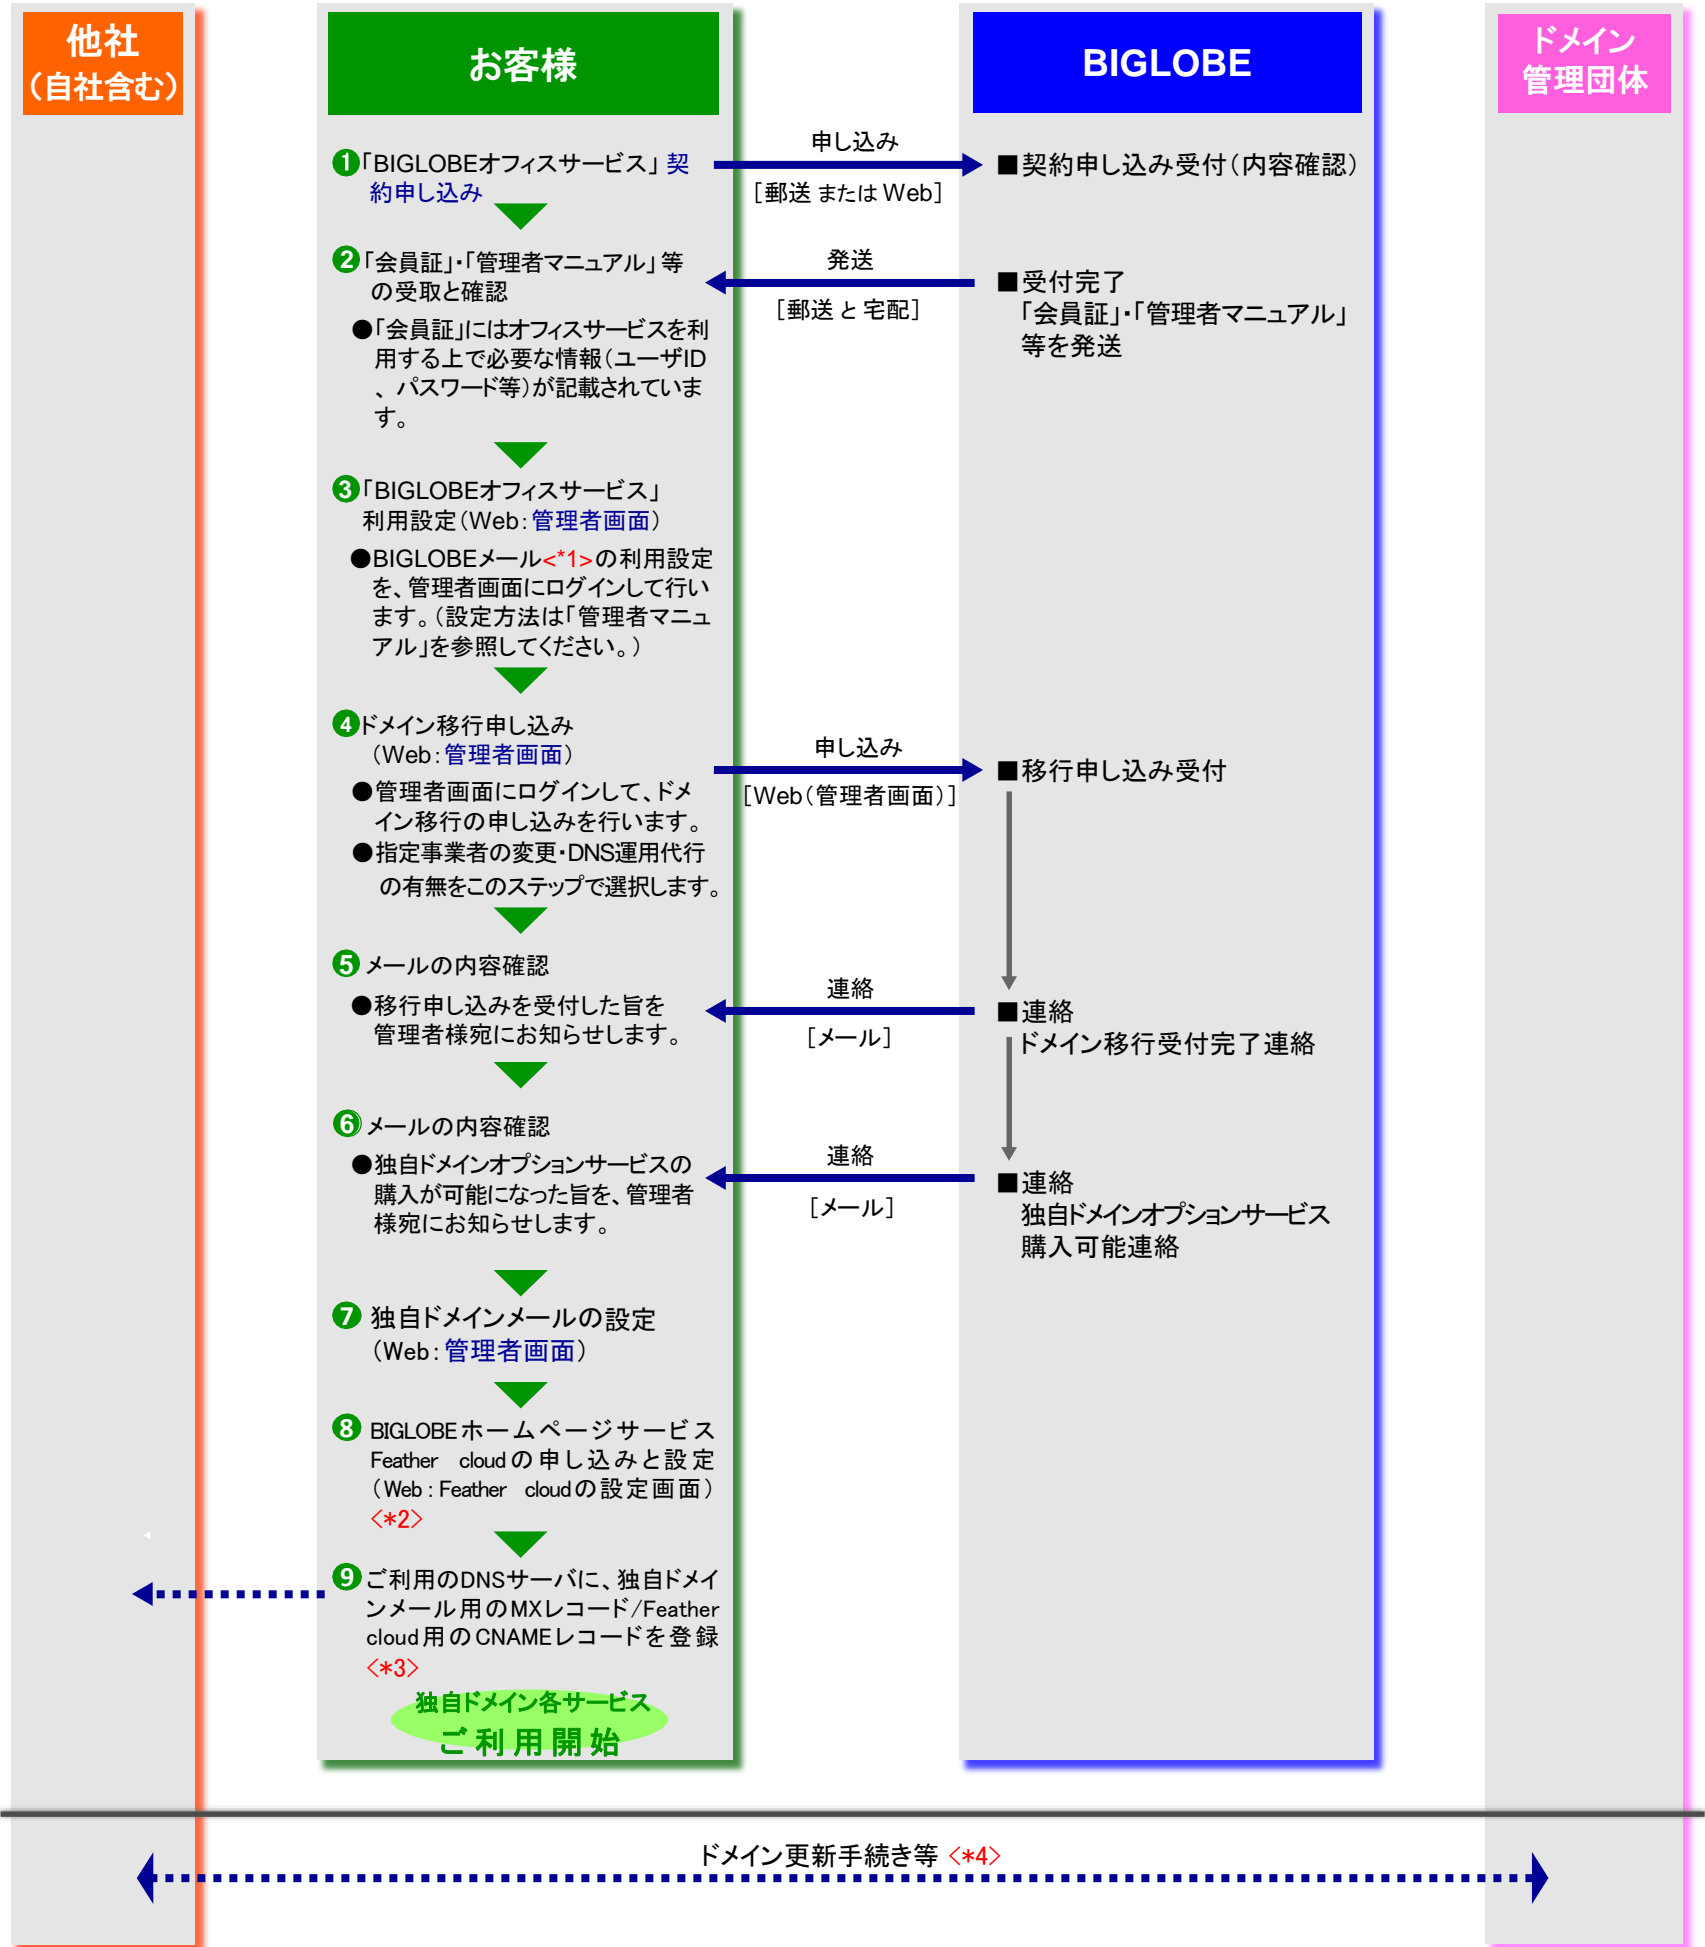 他社
（自社含む）
お客様
BIGLOBE
ドメイン
管理団体
❶「BIGLOBEオフィスサービス」契
約申し込み
申し込み
［郵送 または Web］
■契約申し込み受付（内容確認）
❷「会員証」・「管理者マニュアル」等
の受取と確認
●「会員証」にはオフィスサービスを利
用する上で必要な情報（ユーザID
、パスワード等）が記載されていま
す。
発送
［郵送 と 宅配］
■受付完了
「会員証」・「管理者マニュアル」
等を発送
❸「BIGLOBEオフィスサービス」
利用設定（Web：管理者画面）
●BIGLOBEメール<*1>の利用設定
を、管理者画面にログインして行い
ます。（設定方法は「管理者マニュ
アル」を参照してください。）
❹ドメイン移行申し込み
（Web：管理者画面）
●管理者画面にログインして、ドメ
イン移行の申し込みを行います。
●指定事業者の変更・DNS運用代行
の有無をこのステップで選択します。
申し込み
［Web（管理者画面）］
■移行申し込み受付
❺メールの内容確認
●移行申し込みを受付した旨を
管理者様宛にお知らせします。
連絡
［メール］
■連絡
ドメイン移行受付完了連絡
❻メールの内容確認
●独自ドメインオプションサービスの
購入が可能になった旨を、管理者
様宛にお知らせします。
連絡
［メール］
■連絡
独自ドメインオプションサービス
購入可能連絡
❼独自ドメインメールの設定
（Web：管理者画面）
❽BIGLOBEホームページサービス
Feather cloudの申し込みと設定
（Web：Feather cloudの設定画面）
<*2>
❾ご利用のDNSサーバに、独自ドメイ
ンメール用のMXレコード/Feather
cloud用のCNAMEレコードを登録
<*3>
独自ドメイン各サービス
ご利用開始
ドメイン更新手続き等 <*4>